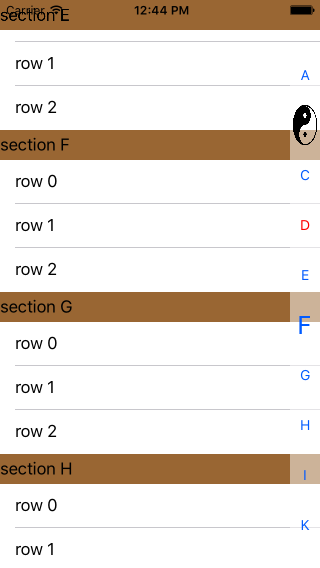 Carrier 12:44 PM
section E
row 1
row 2
section F
row 0
row 1
row 2
section G
row 0
row 1
row 2
section H
row 0
row 1
A
C
D
E
F
G
H
I
K